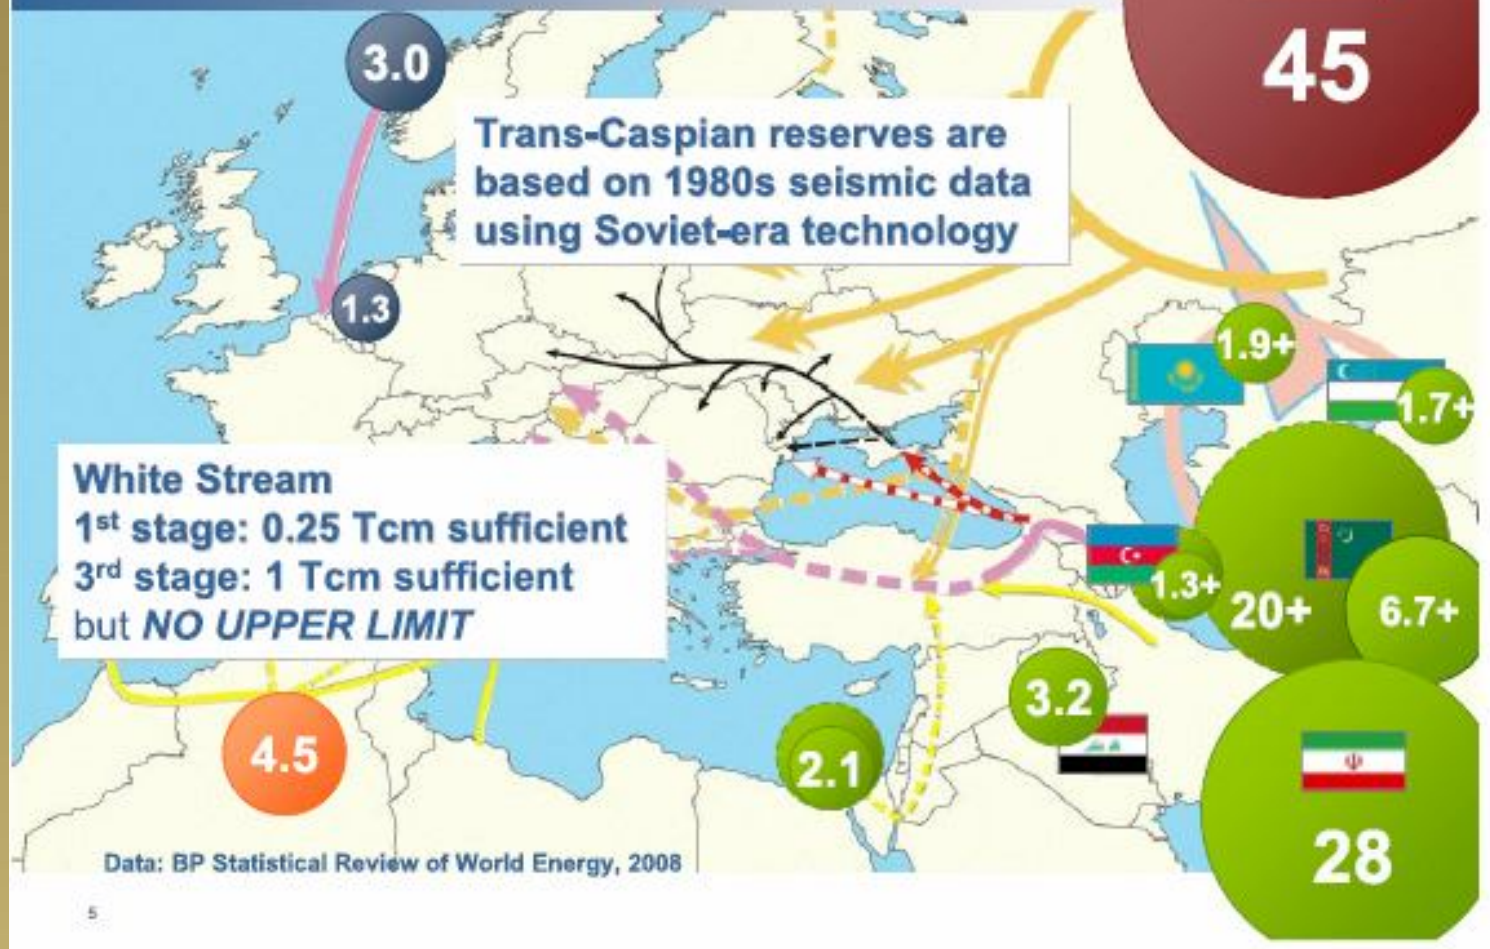 3.0
45
Trans-Caspian reserves are
based on 1980s seismic data
using Soviet-era technology
1.3
1.9+
1.7+
White Stream
1st stage: 0.25 Tcm sufficient
3rd stage: 1 Tcm sufficient
but NO UPPER LIMIT
1.3+
20+
6.7+
3.2
4.5
2.1
28
Data: BP Statistical Review of World Energy, 2008
5